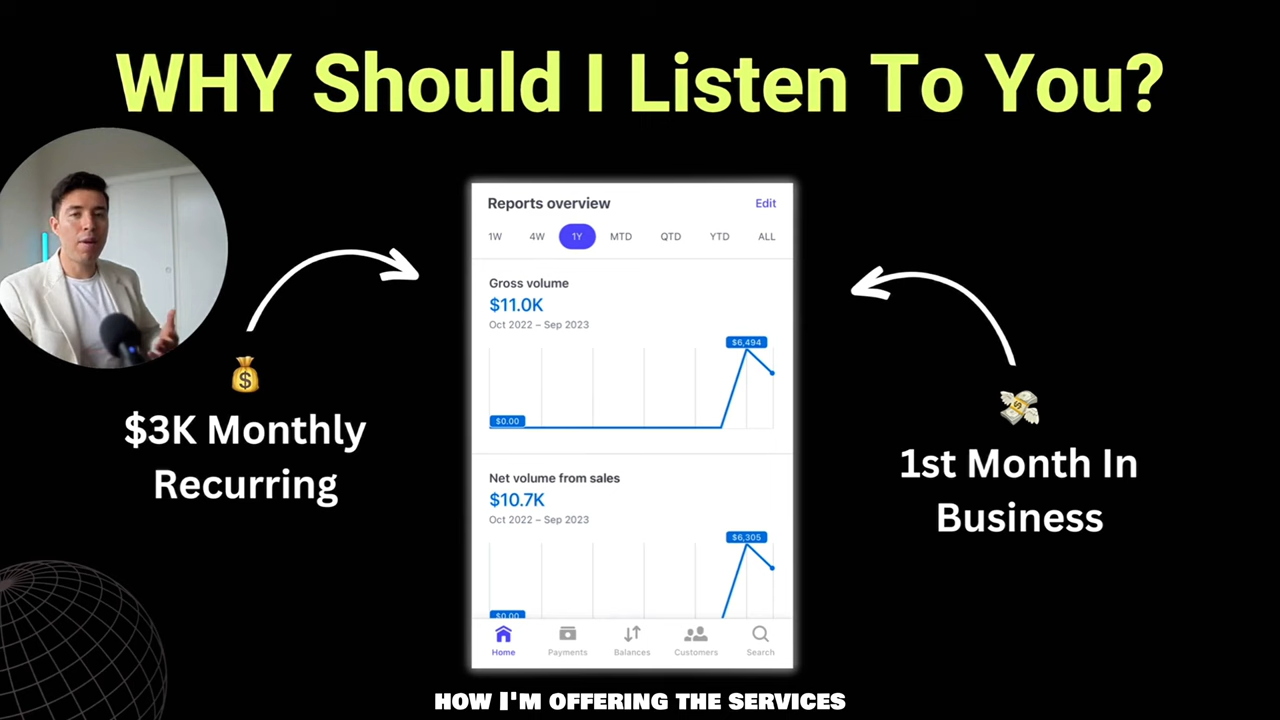 WHY Should I Listen To You?
Reports overview
Edit
1W 4W 1Y MTD QTD YTD ALL
Gross volume
$11.0K
Oct 2022 – Sep 2023
$6,494
$0.00
Net volume from sales
$10.7K
Oct 2022 – Sep 2023
$6,305
$0.00
Home Payments Balances Customers Search
$3K Monthly
Recurring
1st Month In
Business
HOW I'M OFFERING THE SERVICES